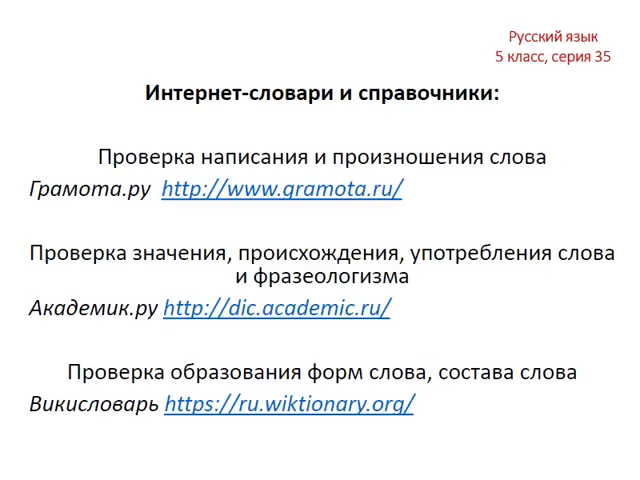 Русский язык
5 класс, серия 35
Интернет-словари и справочники:
Проверка написания и произношения слова
Грамота.ру http://www.gramota.ru/
Проверка значения, происхождения, употребления слова
и фразеологизма
Академик.ру http://dic.academic.ru/
Проверка образования форм слова, состава слова
Викисловарь https://ru.wiktionary.org/